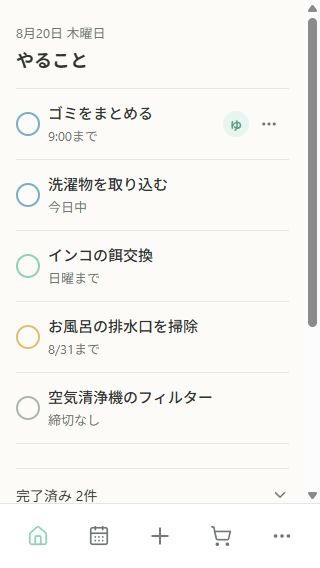 8月20日 木曜日
やること
ゴミをまとめる
9:00まで
ゆ
洗濯物を取り込む
今日中
インコの餌交換
日曜まで
お風呂の排水口を掃除
8/31まで
空気清浄機のフィルター
締切なし
完了済み 2件